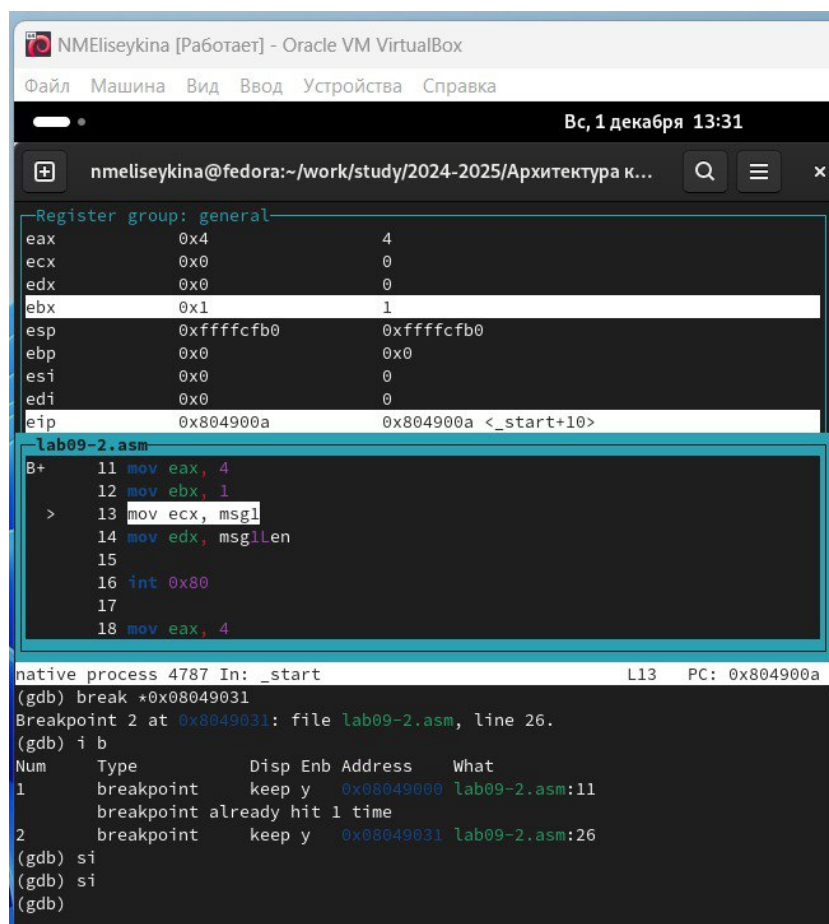 NMEliseykina [Работает] - Oracle VM VirtualBox
Файл Машина Вид Ввод Устройства Справка
Вс, 1 декабря 13:31
nmeliseykina@fedora:~/work/study/2024-2025/Архитектура к...
Register group: general
eax 0x4 4
ecx 0x0 0
edx 0x0 0
ebx 0x1 1
esp 0xffffcfb0 0xffffcfb0
ebp 0x0 0x0
esi 0x0 0
edi 0x0 0
eip 0x804900a 0x804900a <_start+10>
lab09-2.asm
B+ 11 mov eax, 4
12 mov ebx, 1
> 13 mov ecx, msg1
14 mov edx, msg1Len
15
16 int 0x80
17
18 mov eax, 4
native process 4787 In: _start L13 PC: 0x804900a
(gdb) break *0x08049031
Breakpoint 2 at 0x8049031: file lab09-2.asm, line 26.
(gdb) i b
Num Type Disp Enb Address What
1 breakpoint keep y 0x08049000 lab09-2.asm:11
breakpoint already hit 1 time
2 breakpoint keep y 0x08049031 lab09-2.asm:26
(gdb) si
(gdb) si
(gdb)